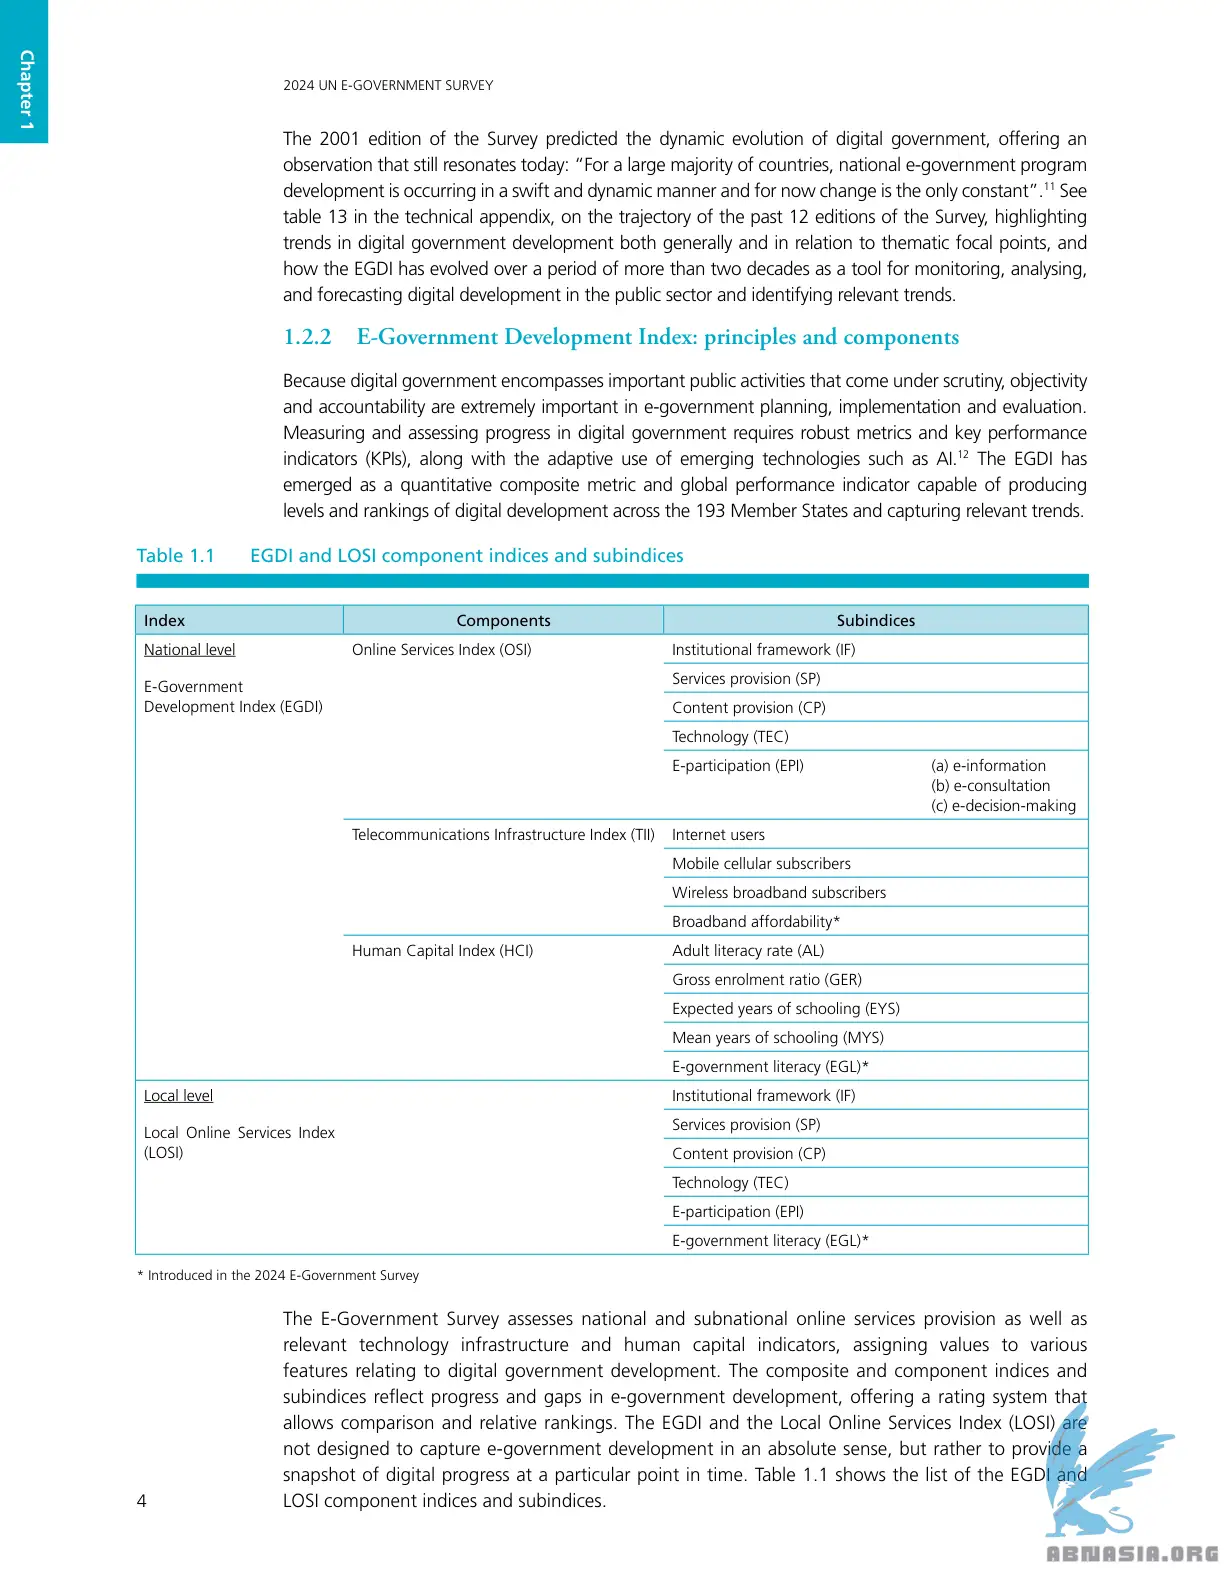 Chapter 1
2024 UN E-GOVERNMENT SURVEY
The 2001 edition of the Survey predicted the dynamic evolution of digital government, offering an
observation that still resonates today: “For a large majority of countries, national e-government program
development is occurring in a swift and dynamic manner and for now change is the only constant”.11 See
table 13 in the technical appendix, on the trajectory of the past 12 editions of the Survey, highlighting
trends in digital government development both generally and in relation to thematic focal points, and
how the EGDI has evolved over a period of more than two decades as a tool for monitoring, analysing,
and forecasting digital development in the public sector and identifying relevant trends.
1.2.2 E-Government Development Index: principles and components
Because digital government encompasses important public activities that come under scrutiny, objectivity
and accountability are extremely important in e-government planning, implementation and evaluation.
Measuring and assessing progress in digital government requires robust metrics and key performance
indicators (KPIs), along with the adaptive use of emerging technologies such as AI.12 The EGDI has
emerged as a quantitative composite metric and global performance indicator capable of producing
levels and rankings of digital development across the 193 Member States and capturing relevant trends.
Table 1.1 EGDI and LOSI component indices and subindices
Index Components Subindices
National level Online Services Index (OSI) Institutional framework (IF)
E-Government
Development Index (EGDI)
Services provision (SP)
Content provision (CP)
Technology (TEC)
E-participation (EPI) (a) e-information
(b) e-consultation
(c) e-decision-making
Telecommunications Infrastructure Index (TII) Internet users
Mobile cellular subscribers
Wireless broadband subscribers
Broadband affordability*
Human Capital Index (HCI) Adult literacy rate (AL)
Gross enrolment ratio (GER)
Expected years of schooling (EYS)
Mean years of schooling (MYS)
E-government literacy (EGL)*
Local level Institutional framework (IF)
Local Online Services Index
(LOSI)
Services provision (SP)
Content provision (CP)
Technology (TEC)
E-participation (EPI)
E-government literacy (EGL)*
* Introduced in the 2024 E-Government Survey
The E-Government Survey assesses national and subnational online services provision as well as
relevant technology infrastructure and human capital indicators, assigning values to various
features relating to digital government development. The composite and component indices and
subindices reflect progress and gaps in e-government development, offering a rating system that
allows comparison and relative rankings. The EGDI and the Local Online Services Index (LOSI) are
not designed to capture e-government development in an absolute sense, but rather to provide a
snapshot of digital progress at a particular point in time. Table 1.1 shows the list of the EGDI and
LOSI component indices and subindices.
4
ABNASIA.ORG